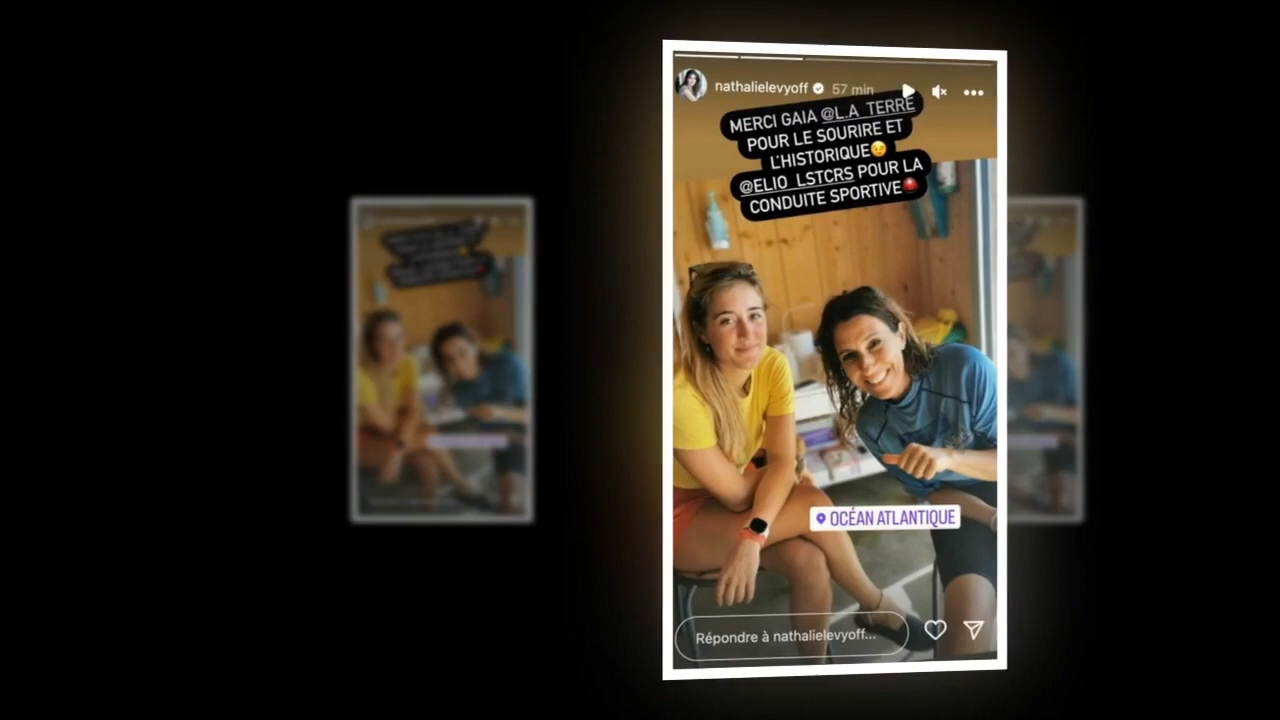 nathalielevyoff 57 min
MERCI GAIA @L.A_TERRE
POUR LE SOURIRE ET
L'HISTORIQUE😉
@ELIO_LSTCRS POUR LA
CONDUITE SPORTIVE🚨
OCÉAN ATLANTIQUE
Répondre à nathalielevyoff...